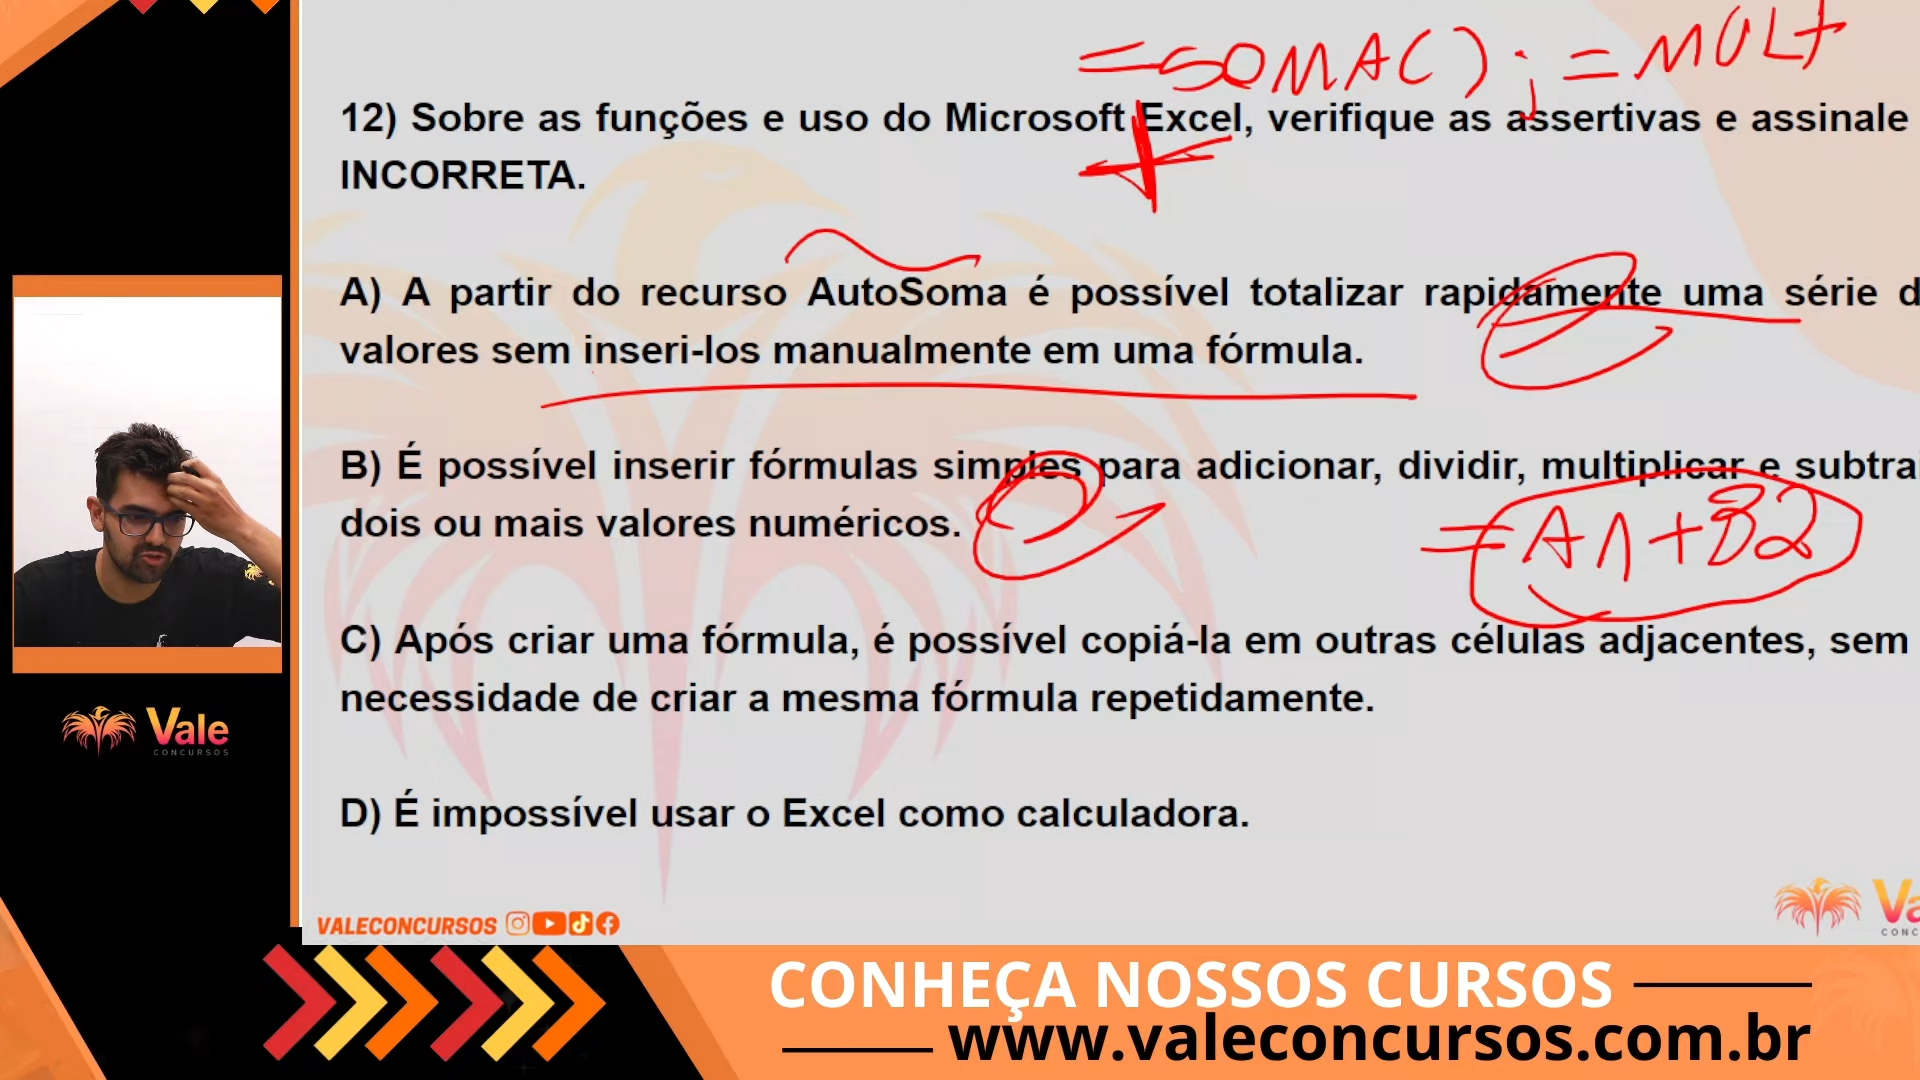 =SOMA() ; = MULT
12) Sobre as funções e uso do Microsoft Excel, verifique as assertivas e assinale
INCORRETA.
A) A partir do recurso AutoSoma é possível totalizar rapidamente uma série d
valores sem inseri-los manualmente em uma fórmula.
B) É possível inserir fórmulas simples para adicionar, dividir, multiplicar e subtrai
dois ou mais valores numéricos.
=A1+B2
C) Após criar uma fórmula, é possível copiá-la em outras células adjacentes, sem
necessidade de criar a mesma fórmula repetidamente.
D) É impossível usar o Excel como calculadora.
Vale
CONCURSOS
VALECONCURSOS
Va
CONC
CONHEÇA NOSSOS CURSOS
www.valeconcursos.com.br